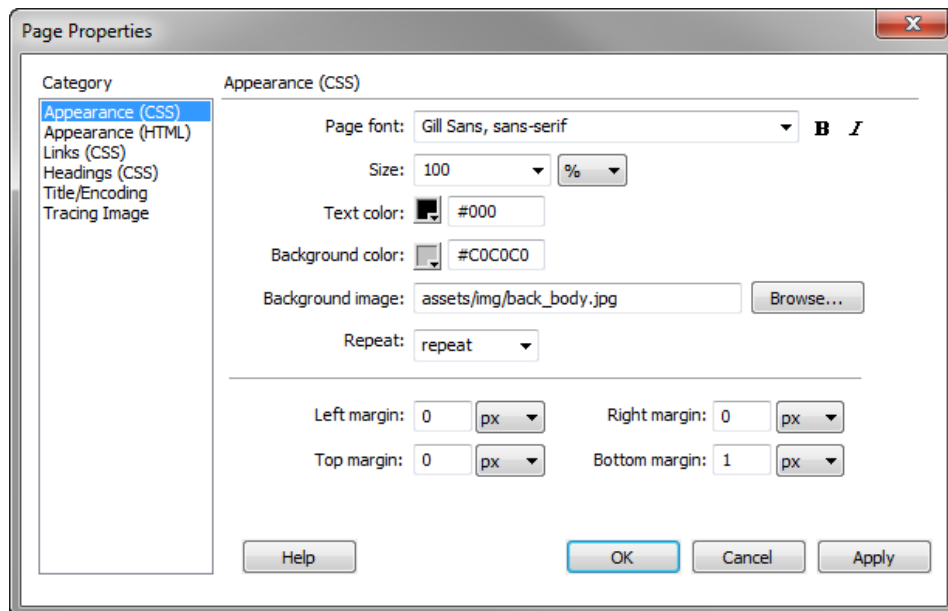 Page Properties
x
Category
Appearance (CSS)
Appearance (HTML)
Links (CSS)
Headings (CSS)
Title/Encoding
Tracing Image
Appearance (CSS)
Page font: Gill Sans, sans-serif B I
Size: 100 %
Text color: #000
Background color: #C0C0C0
Background image: assets/img/back_body.jpg Browse...
Repeat: repeat
Left margin: 0 px Right margin: 0 px
Top margin: 0 px Bottom margin: 1 px
Help OK Cancel Apply